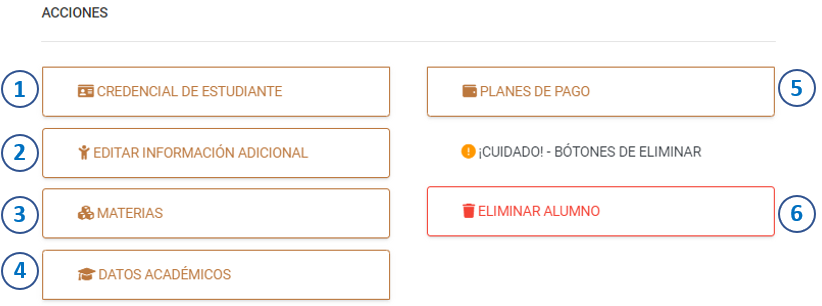 ACCIONES
1
CREDENCIAL DE ESTUDIANTE
2
EDITAR INFORMACIÓN ADICIONAL
3
MATERIAS
4
DATOS ACADÉMICOS
PLANES DE PAGO
5
¡CUIDADO! - BÓTONES DE ELIMINAR
ELIMINAR ALUMNO
6